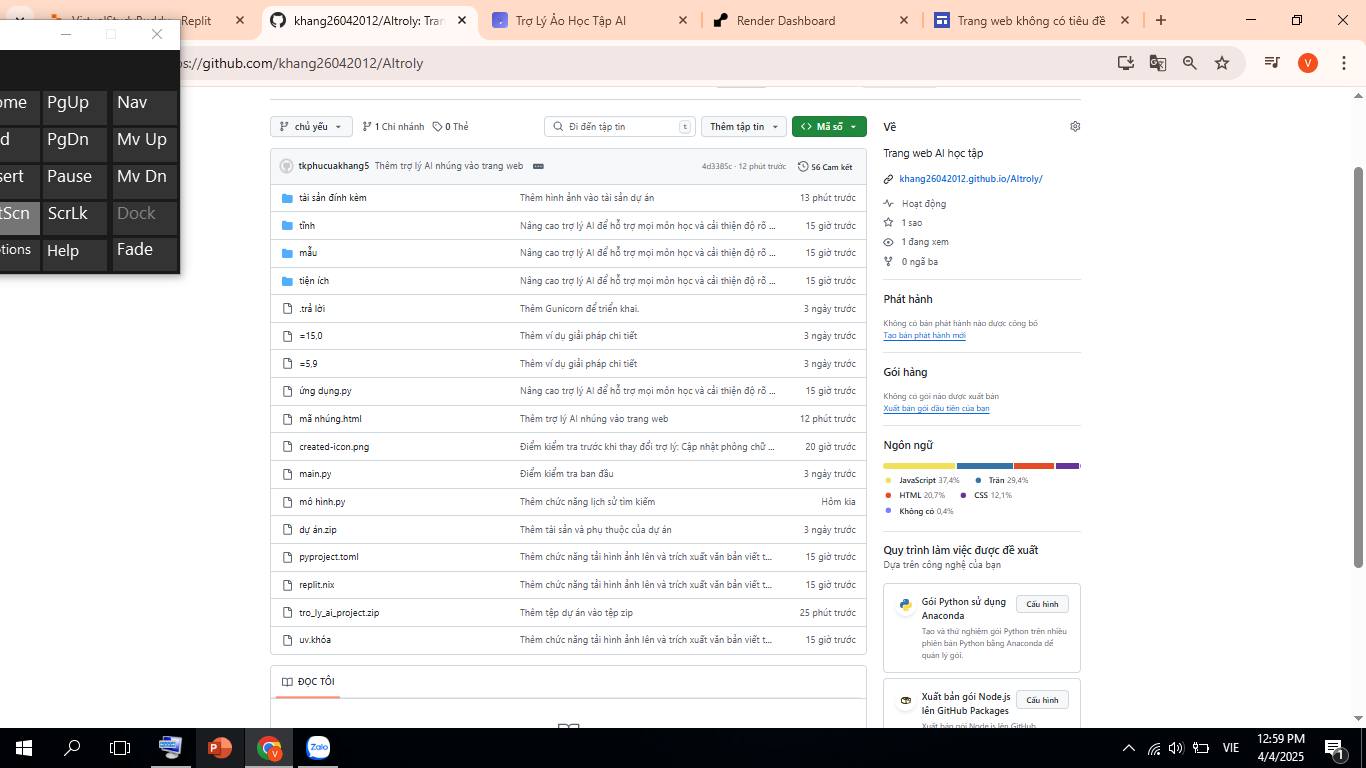 Replit
khang26042012/AItroly: Tran
Trợ Lý Ảo Học Tập AI
Render Dashboard
Trang web không có tiêu đề
://github.com/khang26042012/AItroly
PgUp
Nav
PgDn
Mv Up
Pause
Mv Dn
ScrLk
Dock
Help
Fade
chủ yếu
1 Chi nhánh
0 Thẻ
Đi đến tập tin
t
Thêm tập tin
Mã số
tkphucuakhang5
Thêm trợ lý AI nhúng vào trang web
4d3385c · 12 phút trước
56 Cam kết
tài sản đính kèm
Thêm hình ảnh vào tài sản dự án
13 phút trước
tĩnh
Nâng cao trợ lý AI để hỗ trợ mọi môn học và cải thiện độ rõ ...
15 giờ trước
mẫu
Nâng cao trợ lý AI để hỗ trợ mọi môn học và cải thiện độ rõ ...
15 giờ trước
tiện ích
Nâng cao trợ lý AI để hỗ trợ mọi môn học và cải thiện độ rõ ...
15 giờ trước
.trả lời
Thêm Gunicorn để triển khai.
3 ngày trước
=15,0
Thêm ví dụ giải pháp chi tiết
3 ngày trước
=5,9
Thêm ví dụ giải pháp chi tiết
3 ngày trước
ứng dụng.py
Nâng cao trợ lý AI để hỗ trợ mọi môn học và cải thiện độ rõ ...
15 giờ trước
mã nhúng.html
Thêm trợ lý AI nhúng vào trang web
12 phút trước
created-icon.png
Điểm kiểm tra trước khi thay đổi trợ lý: Cập nhật phông chữ ...
20 giờ trước
main.py
Điểm kiểm tra ban đầu
3 ngày trước
mô hình.py
Thêm chức năng lịch sử tìm kiếm
Hôm kia
dự án.zip
Thêm tài sản và phụ thuộc của dự án
3 ngày trước
pyproject.toml
Thêm chức năng tải hình ảnh lên và trích xuất văn bản viết t...
15 giờ trước
replit.nix
Thêm chức năng tải hình ảnh lên và trích xuất văn bản viết t...
15 giờ trước
tro_ly_ai_project.zip
Thêm tệp dự án vào tệp zip
25 phút trước
uv.khóa
Thêm chức năng tải hình ảnh lên và trích xuất văn bản viết t...
15 giờ trước
ĐỌC TÔI
Về
Trang web AI học tập
khang26042012.github.io/AItroly/
Hoạt động
1 sao
1 đang xem
0 ngã ba
Phát hành
Không có bản phát hành nào được công bố
Tạo bản phát hành mới
Gói hàng
Không có gói nào được xuất bản
Xuất bản gói đầu tiên của bạn
Ngôn ngữ
JavaScript 37,4%
Trăn 29,4%
HTML 20,7%
CSS 12,1%
Không có 0,4%
Quy trình làm việc được đề xuất
Dựa trên công nghệ của bạn
Gói Python sử dụng
Anaconda
Cấu hình
Tạo và thử nghiệm gói Python trên nhiều
phiên bản Python bằng Anaconda để
quản lý gói.
Xuất bản gói Node.js
lên GitHub Packages
Cấu hình
Xuất bản gói Node.js lên GitHub
Zalo
VIE
12:59 PM
4/4/2025
1